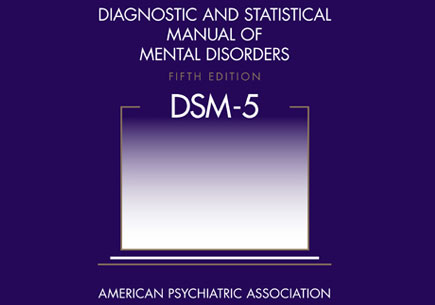 DIAGNOSTIC AND STATISTICAL
MANUAL OF
MENTAL DISORDERS
FIFTH EDITION
DSM-5
AMERICAN PSYCHIATRIC ASSOCIATION